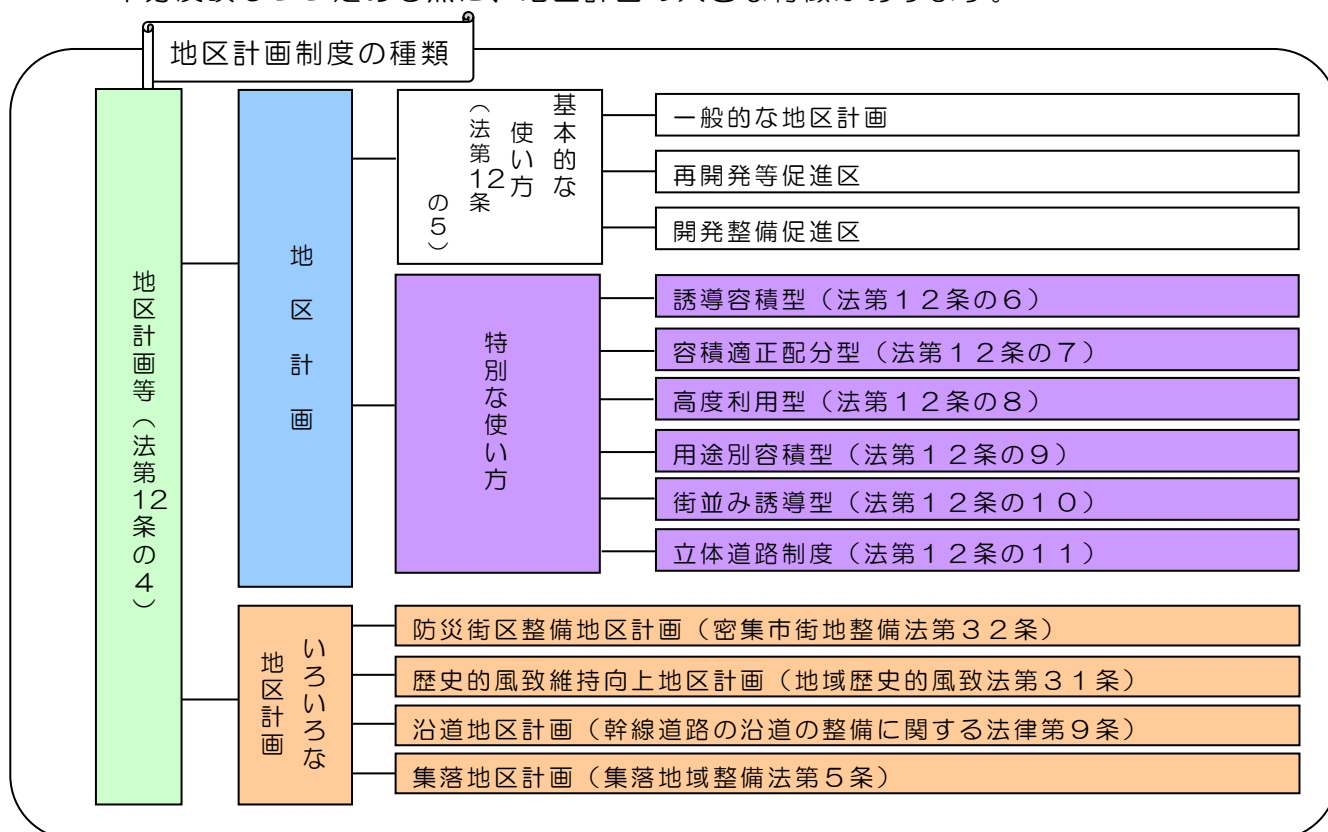 地区計画制度の種類
地区計画等（法第12条の4）
地区計画
基本的な使い方（法第12条の5）
一般的な地区計画
再開発等促進区
開発整備促進区
特別な使い方
誘導容積型（法第１２条の６）
容積適正配分型（法第１２条の７）
高度利用型（法第１２条の８）
用途別容積型（法第１２条の９）
街並み誘導型（法第１２条の１０）
立体道路制度（法第１２条の１１）
いろいろな地区計画
防災街区整備地区計画（密集市街地整備法第３２条）
歴史的風致維持向上地区計画（地域歴史的風致法第３１条）
沿道地区計画（幹線道路の沿道の整備に関する法律第９条）
集落地区計画（集落地域整備法第５条）